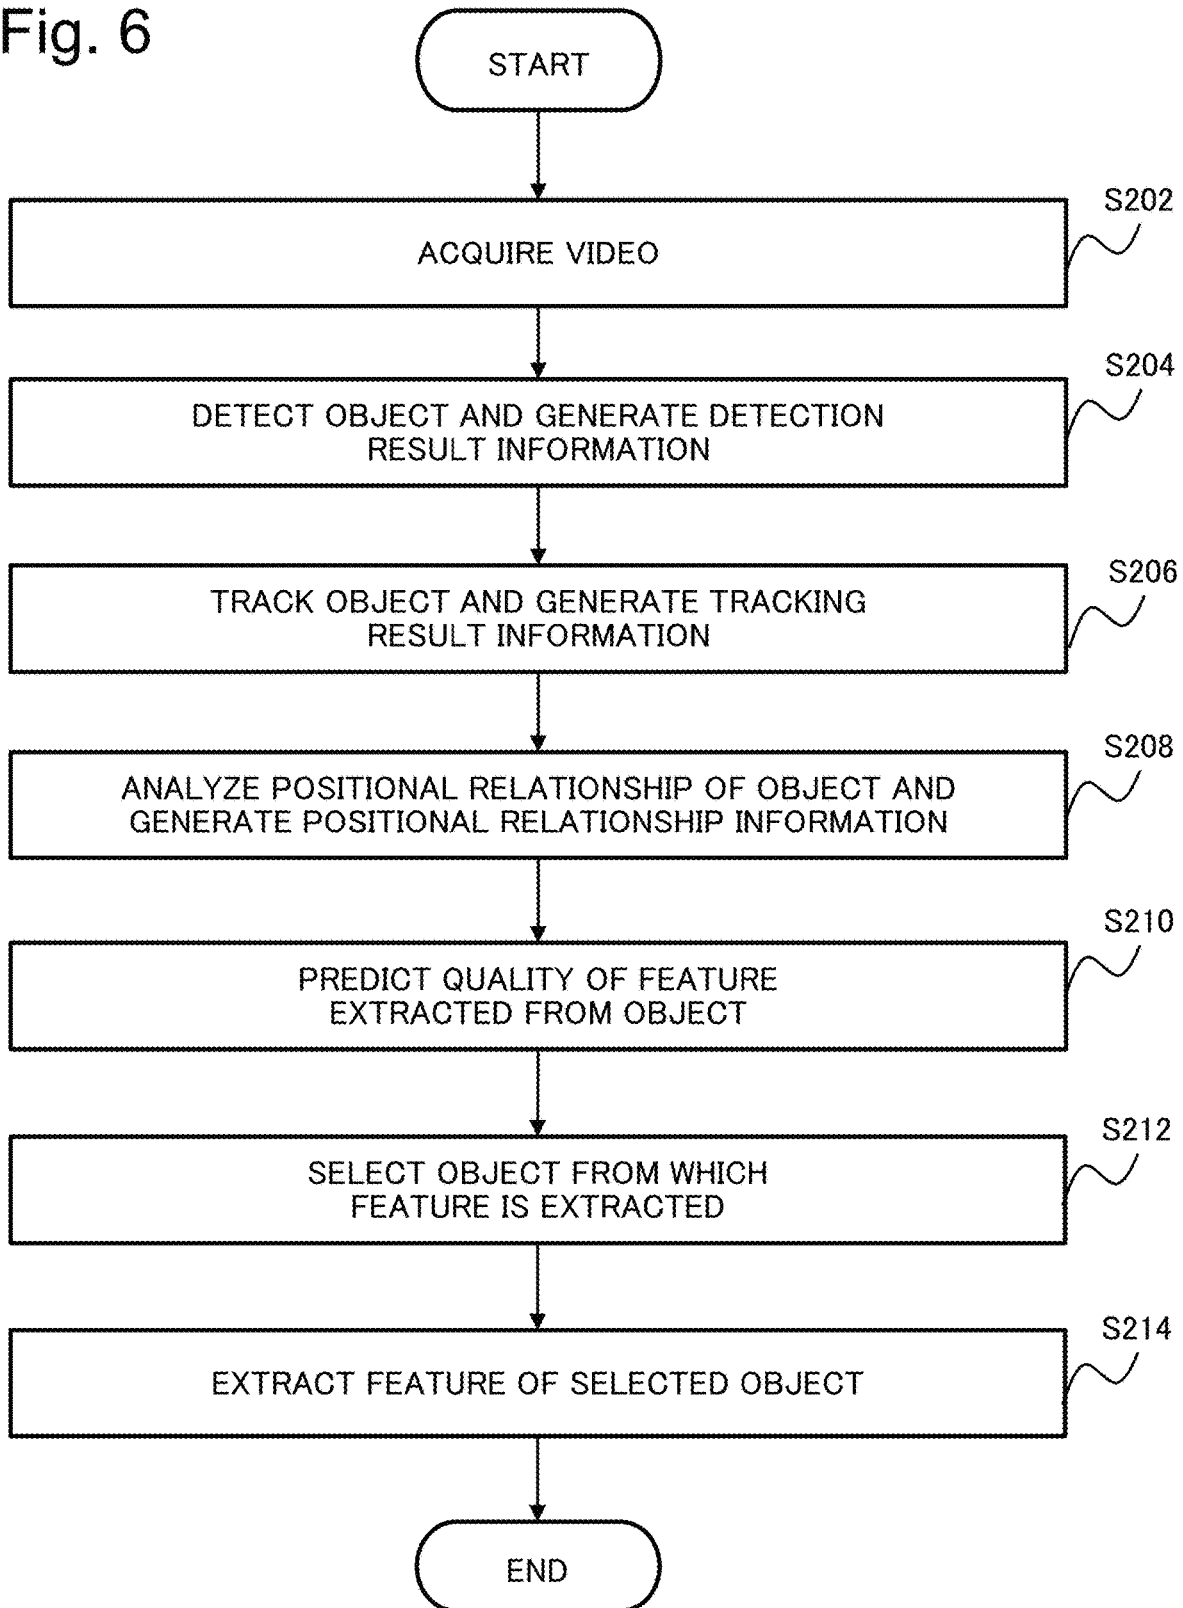 Fig. 6
START
S202
ACQUIRE VIDEO
S204
DETECT OBJECT AND GENERATE DETECTION
RESULT INFORMATION
S206
TRACK OBJECT AND GENERATE TRACKING
RESULT INFORMATION
S208
ANALYZE POSITIONAL RELATIONSHIP OF OBJECT AND
GENERATE POSITIONAL RELATIONSHIP INFORMATION
S210
PREDICT QUALITY OF FEATURE
EXTRACTED FROM OBJECT
S212
SELECT OBJECT FROM WHICH
FEATURE IS EXTRACTED
S214
EXTRACT FEATURE OF SELECTED OBJECT
END